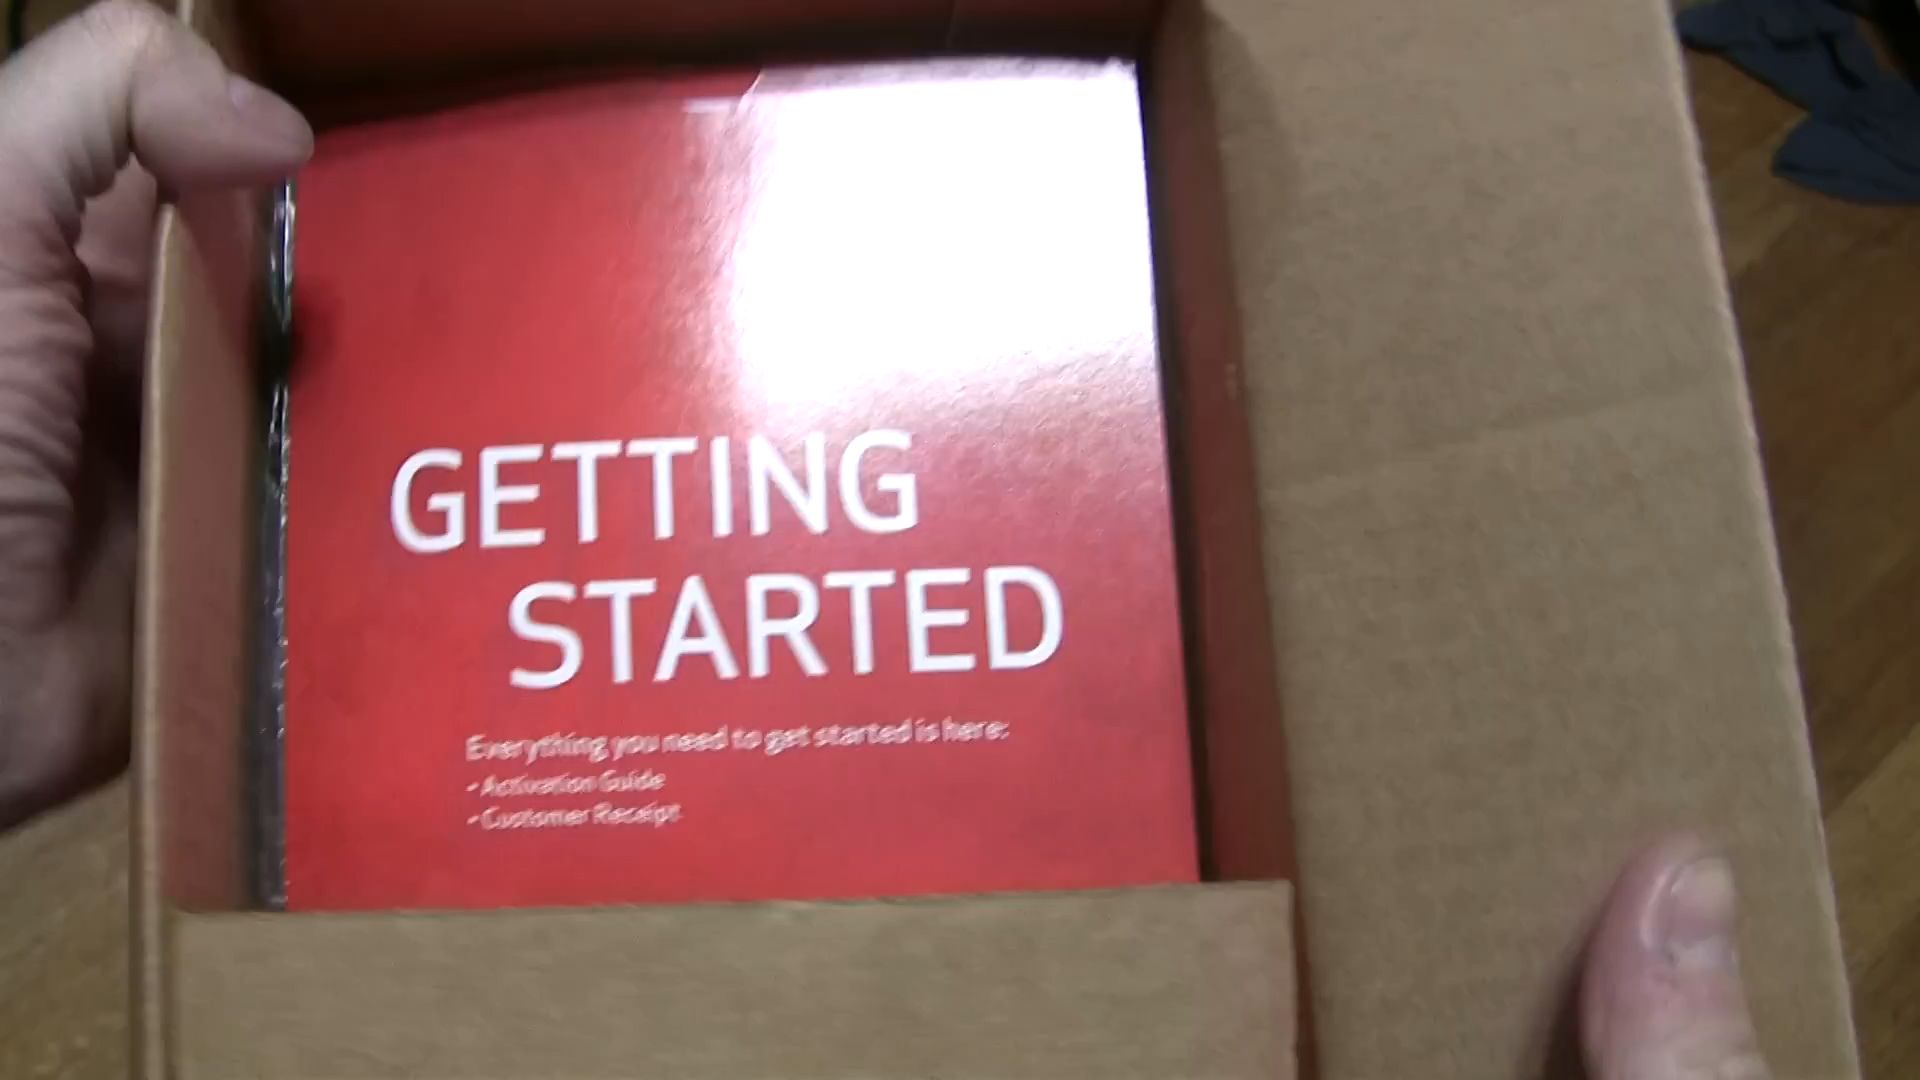 GETTING
STARTED
Everything you need to get started is here:
- Activation Guide
- Customer Receipt